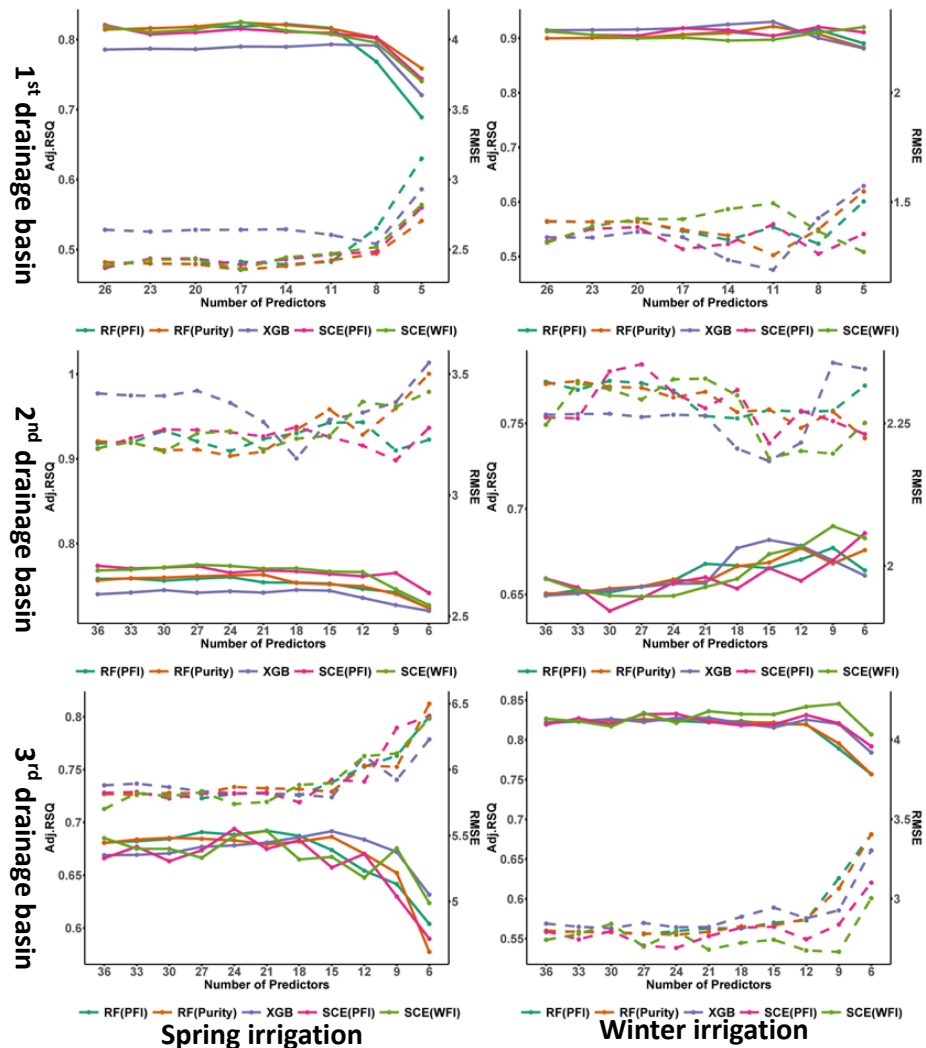 1st drainage basin
0.8
0.7
0.6
0.5
Adj.RSQ
4
3.5
3
2.5
RMSE
26 23 20 17 14 11 8 5
Number of Predictors
RF(PFI) RF(Purity) XGB SCE(PFI) SCE(WFI)
0.9
0.8
0.7
0.6
0.5
Adj.RSQ
2
1.5
RMSE
26 23 20 17 14 11 8 5
Number of Predictors
RF(PFI) RF(Purity) XGB SCE(PFI) SCE(WFI)
2nd drainage basin
1
0.9
0.8
Adj.RSQ
3.5
3
2.5
RMSE
36 33 30 27 24 21 18 15 12 9 6
Number of Predictors
RF(PFI) RF(Purity) XGB SCE(PFI) SCE(WFI)
0.75
0.7
0.65
Adj.RSQ
2.25
2
RMSE
36 33 30 27 24 21 18 15 12 9 6
Number of Predictors
RF(PFI) RF(Purity) XGB SCE(PFI) SCE(WFI)
3rd drainage basin
0.8
0.75
0.7
0.65
0.6
Adj.RSQ
6.5
6
5.5
5
RMSE
36 33 30 27 24 21 18 15 12 9 6
Number of Predictors
RF(PFI) RF(Purity) XGB SCE(PFI) SCE(WFI)
0.85
0.8
0.75
0.7
0.65
0.6
0.55
Adj.RSQ
4
3.5
3
RMSE
36 33 30 27 24 21 18 15 12 9 6
Number of Predictors
RF(PFI) RF(Purity) XGB SCE(PFI) SCE(WFI)
Spring irrigation
Winter irrigation